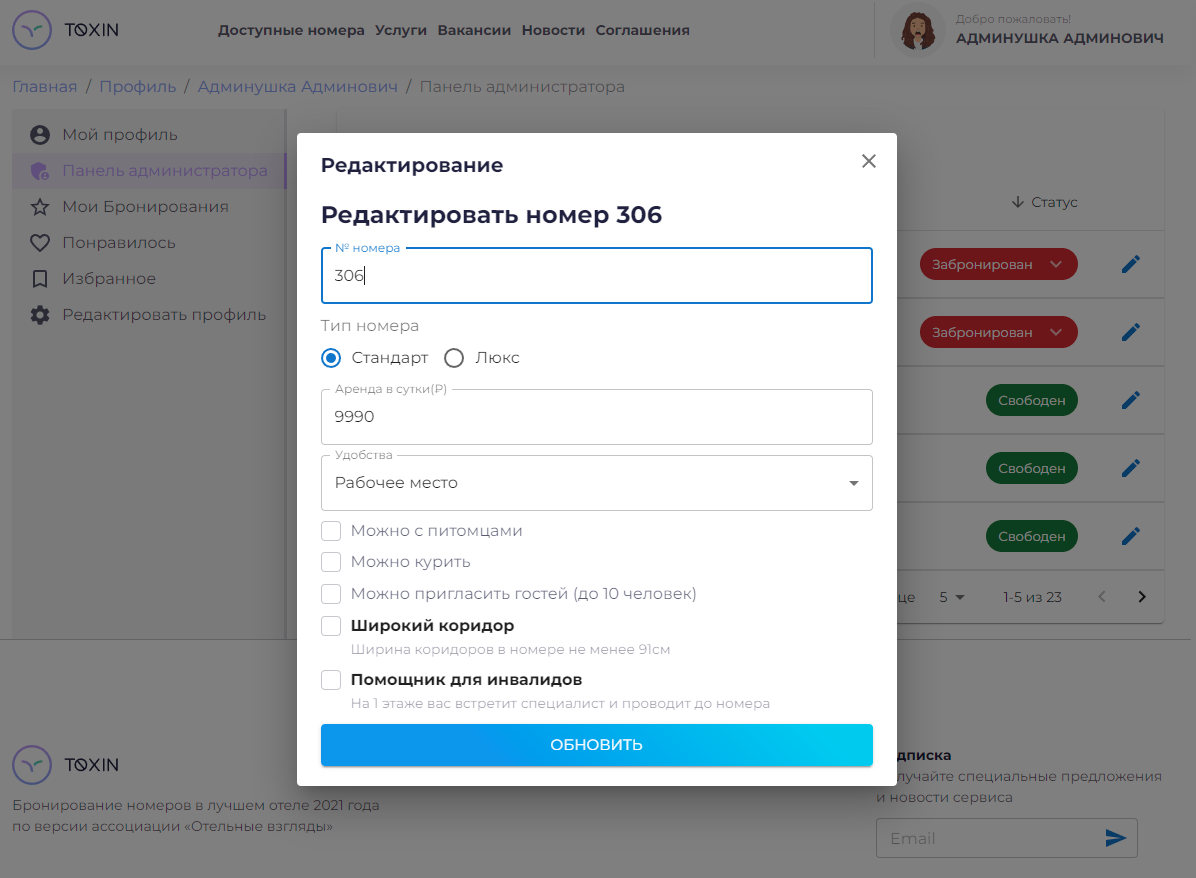 TOXIN
Доступные номера Услуги Вакансии Новости Соглашения
Добро пожаловать!
АДМИНУШКА АДМИНОВИЧ
Главная / Профиль / Админушка Админович / Панель администратора
Мой профиль
Панель администратора
Мои Бронирования
Понравилось
Избранное
Редактировать профиль
Редактирование
Редактировать номер 306
№ номера
306
Тип номера
Стандарт Люкс
Аренда в сутки(₽)
9990
Удобства
Рабочее место
Можно с питомцами
Можно курить
Можно пригласить гостей (до 10 человек)
Широкий коридор
Ширина коридоров в номере не менее 91см
Помощник для инвалидов
На 1 этаже вас встретит специалист и проводит до номера
ОБНОВИТЬ
Статус
Забронирован
Забронирован
Свободен
Свободен
Свободен
це 5 1-5 из 23
TOXIN
Бронирование номеров в лучшем отеле 2021 года
по версии ассоциации «Отельные взгляды»
дписка
лучайте специальные предложения
и новости сервиса
Email